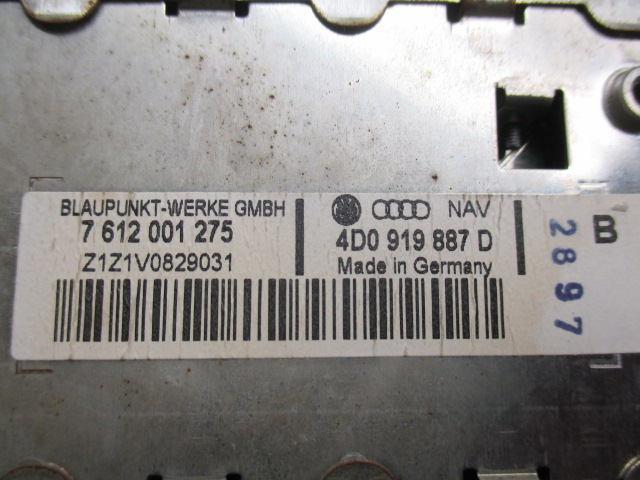 BLAUPUNKT-WERKE GMBH
7 612 001 275
Z1Z1V0829031
NAV
4D0 919 887 D
Made in Germany
B
2897